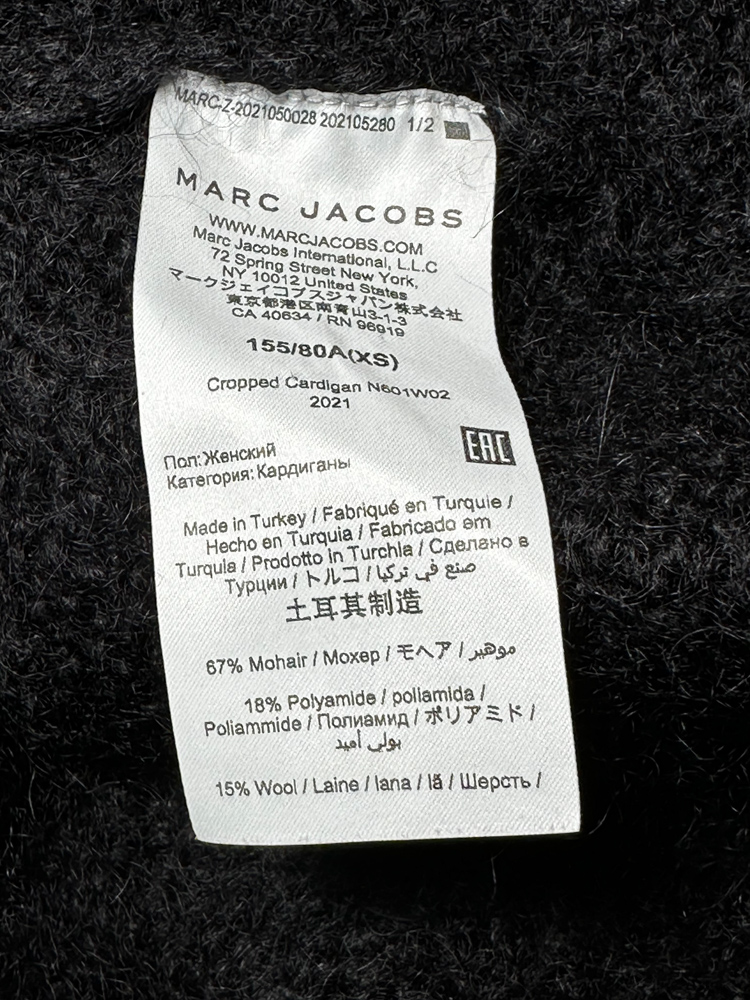 MARC-Z-2021050028 202105280 1/2
MARC JACOBS
WWW.MARCJACOBS.COM
Marc Jacobs International, L.L.C
72 Spring Street New York,
NY 10012 United States
マークジェイコブスジャパン株式会社
東京都港区南青山3-1-3
CA 40634 / RN 96919
155/80A(XS)
Cropped Cardigan N601W02
2021
EAC
Пол:Женский
Категория:Кардиганы
Made in Turkey / Fabriqué en Turquie /
Hecho en Turquia / Fabricado em
Turquia / Prodotto in Turchia / Сделано в
Турции / トルコ / صنع في تركيا
土耳其制造
67% Mohair / Мохер / モヘア / موهير
18% Polyamide / poliamida /
Poliammide / Полиамид / ポリアミド /
بولي أميد
15% Wool / Laine / lana / lã / Шерсть /